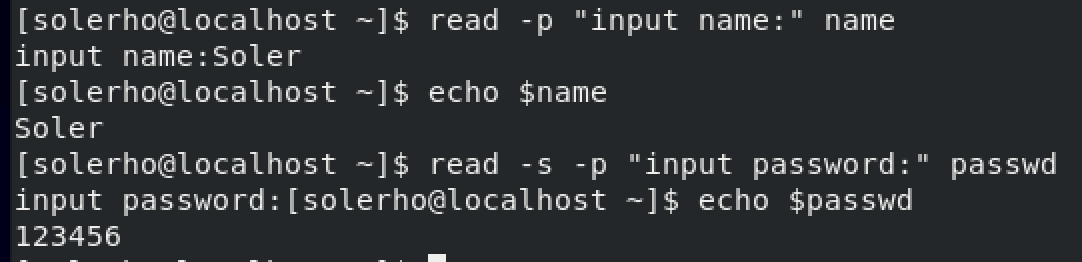 [solerho@localhost ~]$ read -p "input name:" name
input name:Soler
[solerho@localhost ~]$ echo $name
Soler
[solerho@localhost ~]$ read -s -p "input password:" passwd
input password:[solerho@localhost ~]$ echo $passwd
123456